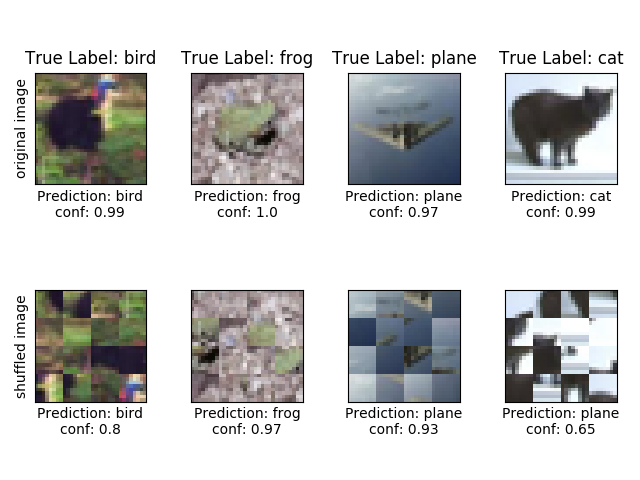 True Label: bird
True Label: frog
True Label: plane
True Label: cat
original image
Prediction: bird
conf: 0.99
Prediction: frog
conf: 1.0
Prediction: plane
conf: 0.97
Prediction: cat
conf: 0.99
shuffled image
Prediction: bird
conf: 0.8
Prediction: frog
conf: 0.97
Prediction: plane
conf: 0.93
Prediction: plane
conf: 0.65